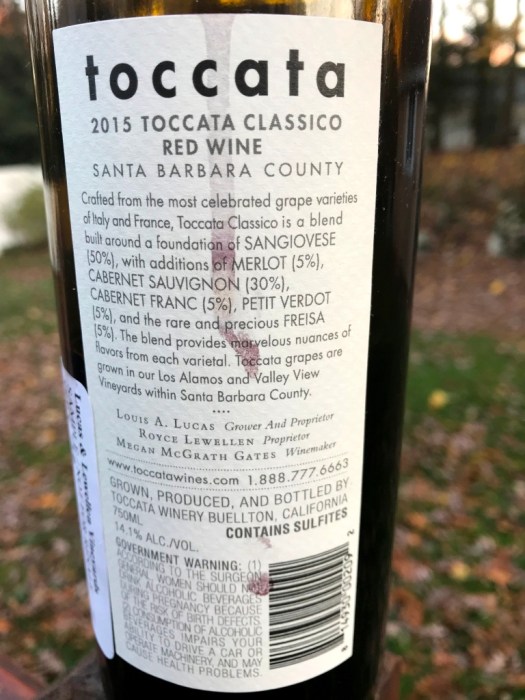 toccata
2015 TOCCATA CLASSICO
RED WINE
SANTA BARBARA COUNTY
Crafted from the most celebrated grape varieties
of Italy and France, Toccata Classico is a blend
built around a foundation of SANGIOVESE
(50%), with additions of MERLOT (5%),
CABERNET SAUVIGNON (30%),
CABERNET FRANC (5%), PETIT VERDOT
(5%), and the rare and precious FREISA
(5%). The blend provides marvelous nuances of
flavors from each varietal. Toccata grapes are
grown in our Los Alamos and Valley View
Vineyards within Santa Barbara County.
LOUIS A. LUCAS Grower And Proprietor
ROYCE LEWELLEN Proprietor
MEGAN MCGRATH GATES Winemaker
www.toccatawines.com 1.888.777.6663
GROWN, PRODUCED, AND BOTTLED BY
TOCCATA WINERY BUELLTON, CALIFORNIA
750ML CONTAINS SULFITES
14.1% ALC./VOL.
GOVERNMENT WARNING: (1)
ACCORDING TO THE SURGEON
GENERAL, WOMEN SHOULD NOT
DRINK ALCOHOLIC BEVERAGES
DURING PREGNANCY BECAUSE
OF THE RISK OF BIRTH DEFECTS.
CONSUMPTION OF ALCOHOLIC
BEVERAGES IMPAIRS YOUR
ABILITY TO DRIVE A CAR OR
OPERATE MACHINERY, AND MAY
CAUSE HEALTH PROBLEMS.
Lucas & Lewellen Vineyards